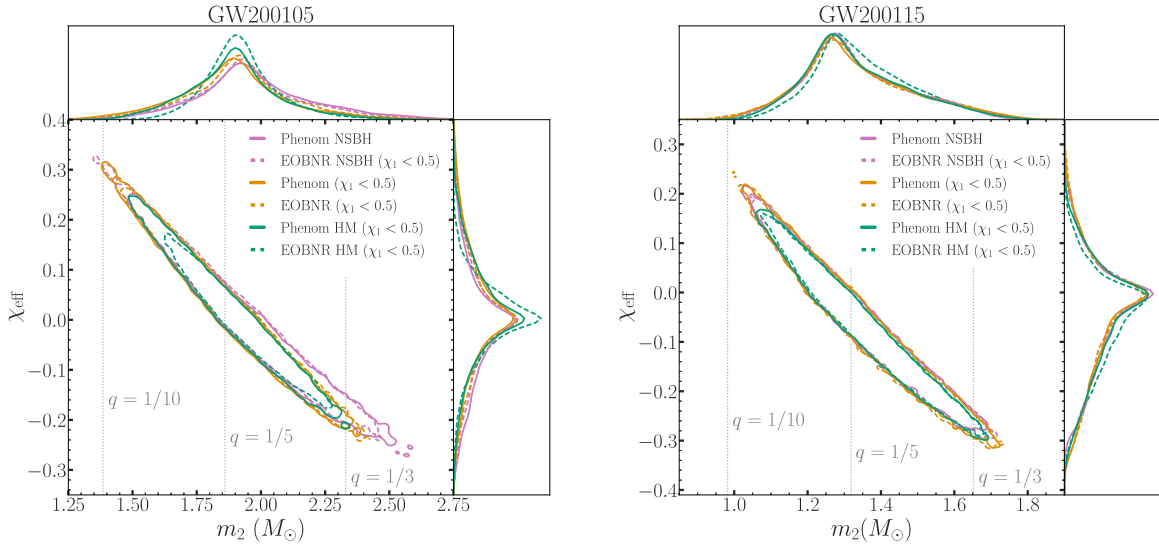 GW200105
0.4
0.3
0.2
0.1
0.0
−0.1
−0.2
−0.3
χeff
Phenom NSBH
EOBNR NSBH (χ1 < 0.5)
Phenom (χ1 < 0.5)
EOBNR (χ1 < 0.5)
Phenom HM (χ1 < 0.5)
EOBNR HM (χ1 < 0.5)
q = 1/10
q = 1/5
q = 1/3
1.25 1.50 1.75 2.00 2.25 2.50 2.75
m2 (M⊙)
GW200115
0.4
0.3
0.2
0.1
0.0
−0.1
−0.2
−0.3
−0.4
χeff
Phenom NSBH
EOBNR NSBH (χ1 < 0.5)
Phenom (χ1 < 0.5)
EOBNR (χ1 < 0.5)
Phenom HM (χ1 < 0.5)
EOBNR HM (χ1 < 0.5)
q = 1/10
q = 1/5
q = 1/3
1.0 1.2 1.4 1.6 1.8
m2(M⊙)